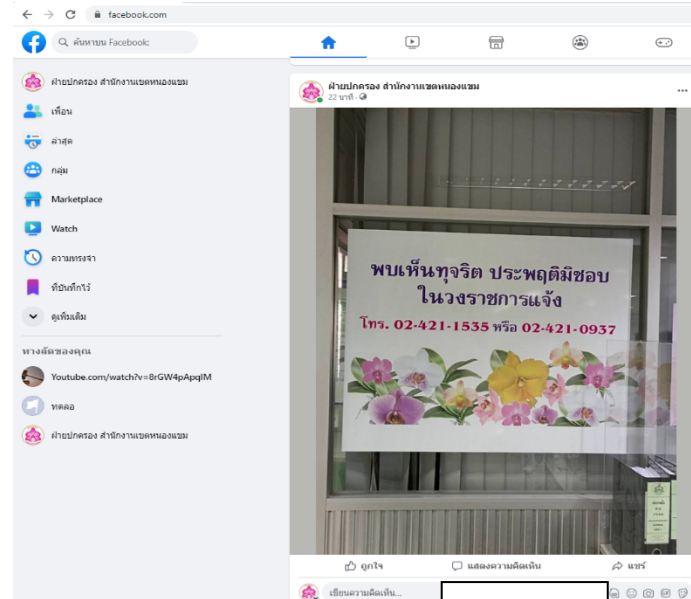 facebook.com
ค้นหาบน Facebook
ฝ่ายปกครอง สำนักงานเขตหนองแขม
เพื่อน
ล่าสุด
กลุ่ม
Marketplace
Watch
ความทรงจำ
ที่บันทึกไว้
ดูเพิ่มเติม
ทางลัดของคุณ
Youtube.com/watch?v=8rGW4pApqlM
ทดลอ
ฝ่ายปกครอง สำนักงานเขตหนองแขม
ฝ่ายปกครอง สำนักงานเขตหนองแขม
22 นาที ·
พบเห็นทุจริต ประพฤติมิชอบ
ในวงราชการแจ้ง
โทร. 02-421-1535 หรือ 02-421-0937
ถูกใจ
แสดงความคิดเห็น
แชร์
เขียนความคิดเห็น...